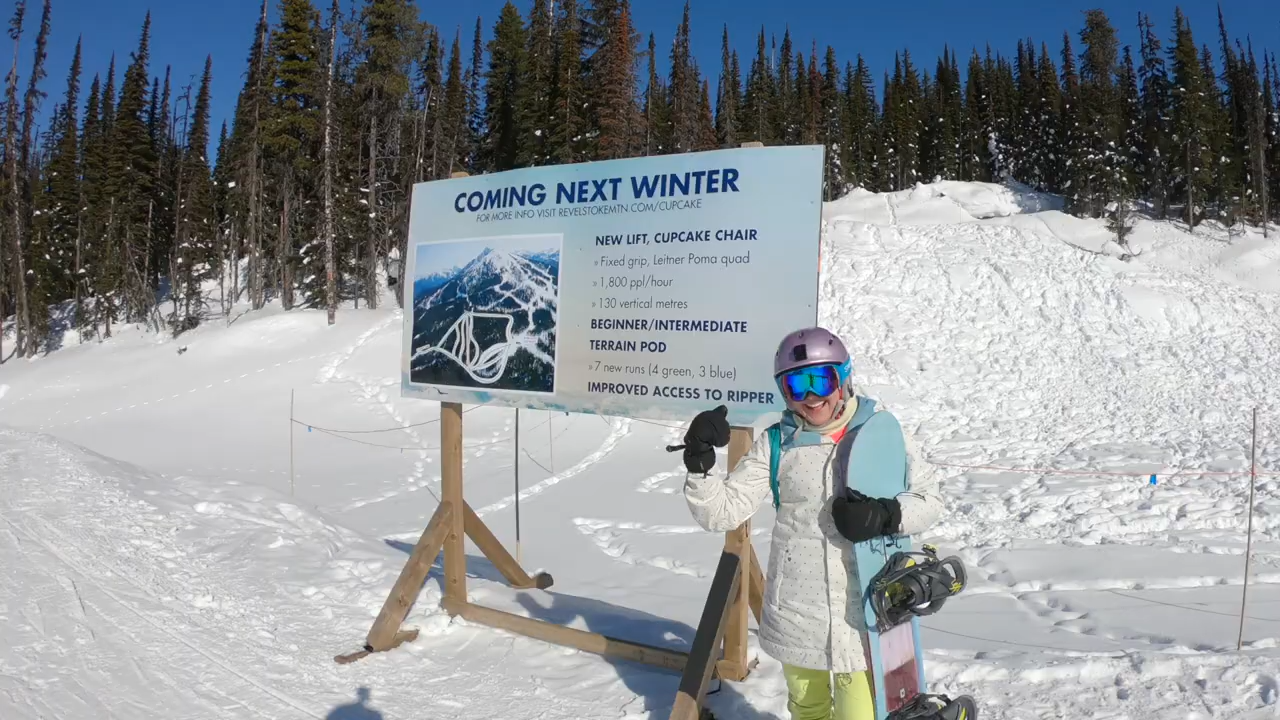 COMING NEXT WINTER
FOR MORE INFO VISIT REVELSTOKEMTN.COM/CUPCAKE
NEW LIFT, CUPCAKE CHAIR
» Fixed grip, Leitner Poma quad
» 1,800 ppl/hour
» 130 vertical metres
BEGINNER/INTERMEDIATE
TERRAIN POD
» 7 new runs (4 green, 3 blue)
IMPROVED ACCESS TO RIPPER